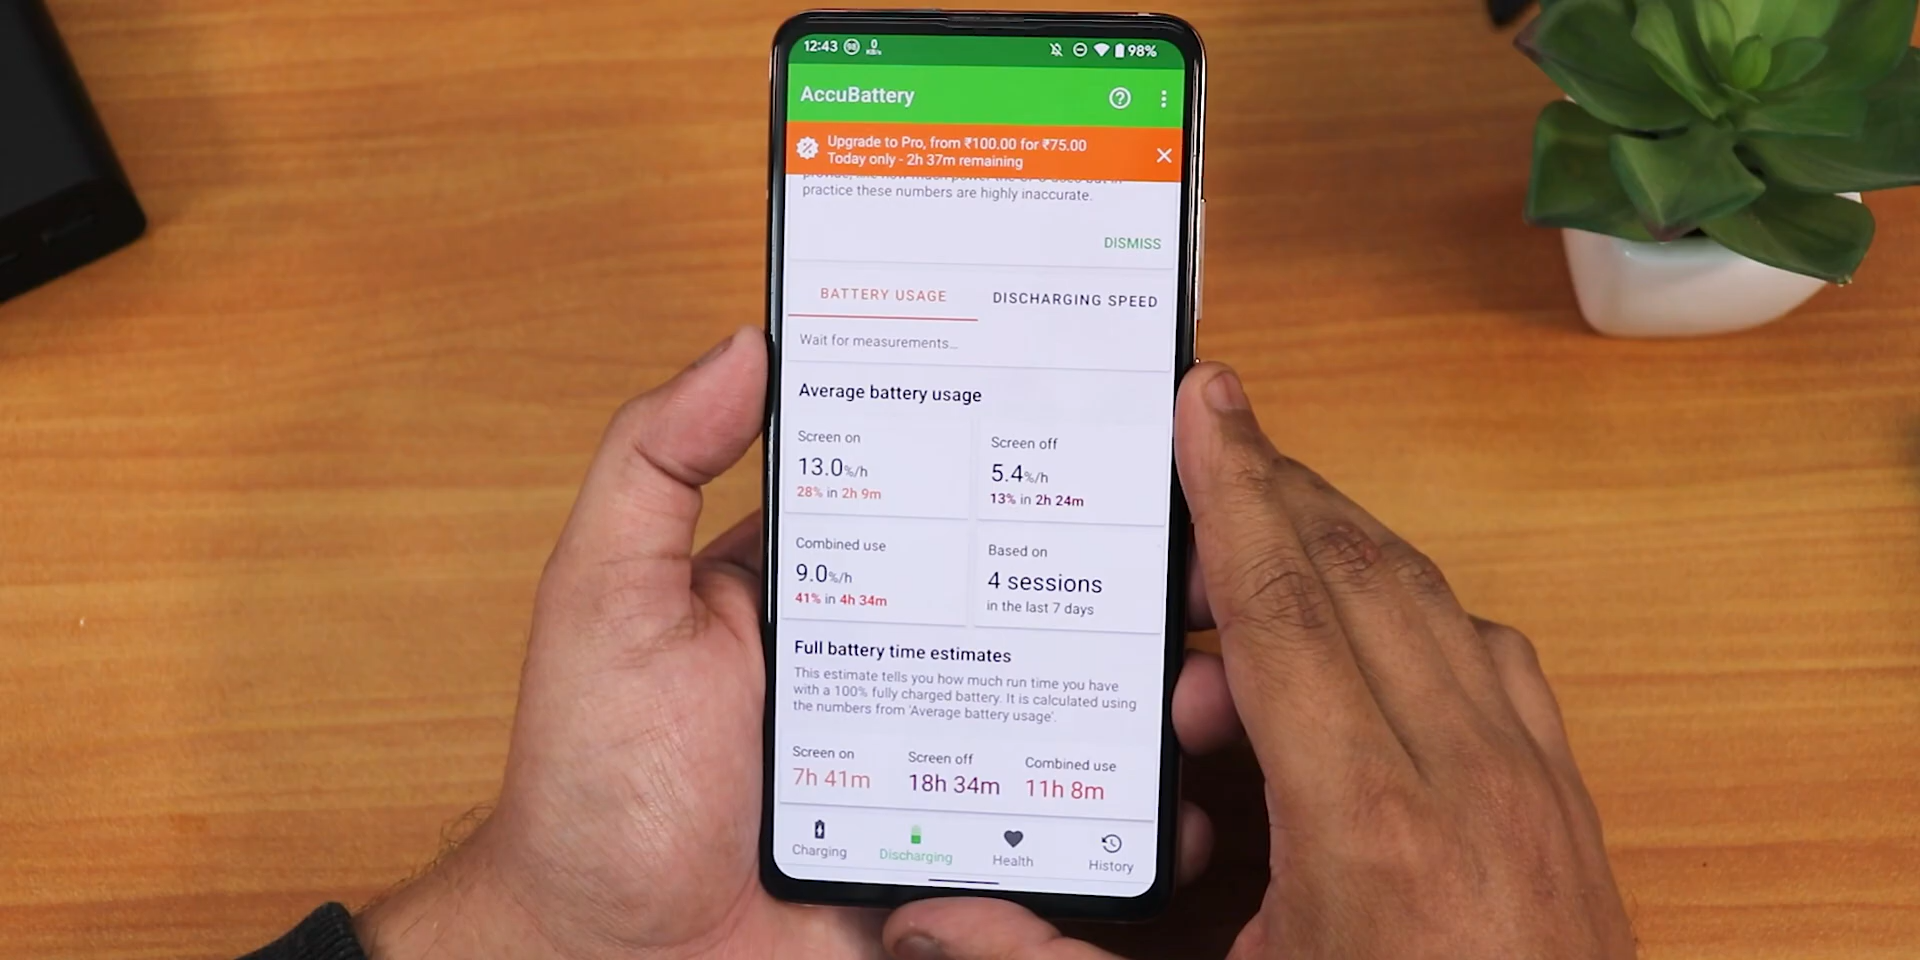 12:43 98 0 KB/s 98%
AccuBattery
Upgrade to Pro, from ₹100.00 for ₹75.00
Today only - 2h 37m remaining
practice these numbers are highly inaccurate.
DISMISS
BATTERY USAGE DISCHARGING SPEED
Wait for measurements...
Average battery usage
Screen on
13.0%/h
28% in 2h 9m
Screen off
5.4%/h
13% in 2h 24m
Combined use
9.0%/h
41% in 4h 34m
Based on
4 sessions
in the last 7 days
Full battery time estimates
This estimate tells you how much run time you have
with a 100% fully charged battery. It is calculated using
the numbers from 'Average battery usage'.
Screen on
7h 41m
Screen off
18h 34m
Combined use
11h 8m
Charging
Discharging
Health
History